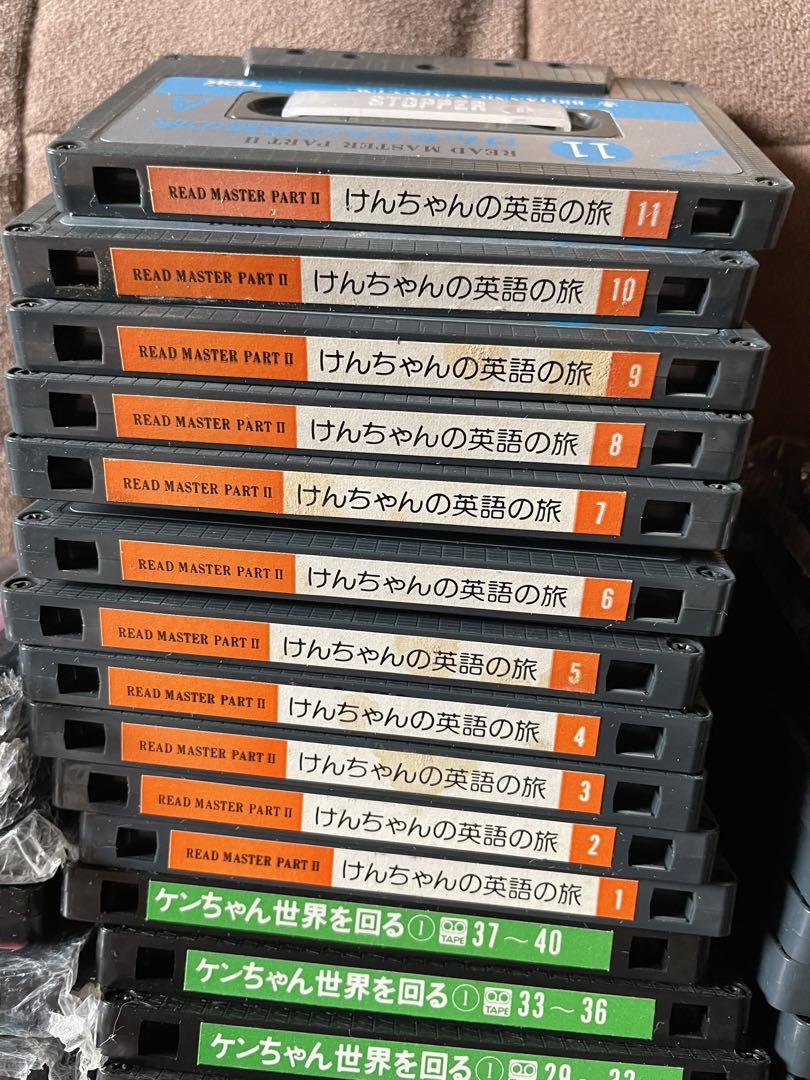 STOPPER
TDK
READ MASTER PART II
11
READ MASTER PART II けんちゃんの英語の旅 11
READ MASTER PART II けんちゃんの英語の旅 10
READ MASTER PART II けんちゃんの英語の旅 9
READ MASTER PART II けんちゃんの英語の旅 8
READ MASTER PART II けんちゃんの英語の旅 7
READ MASTER PART II けんちゃんの英語の旅 6
READ MASTER PART II けんちゃんの英語の旅 5
READ MASTER PART II けんちゃんの英語の旅 4
READ MASTER PART II けんちゃんの英語の旅 3
READ MASTER PART II けんちゃんの英語の旅 2
READ MASTER PART II けんちゃんの英語の旅 1
ケンちゃん世界を回る① TAPE 37～40
ケンちゃん世界を回る① TAPE 33～36
ケンちゃん世界を回る① 29～32